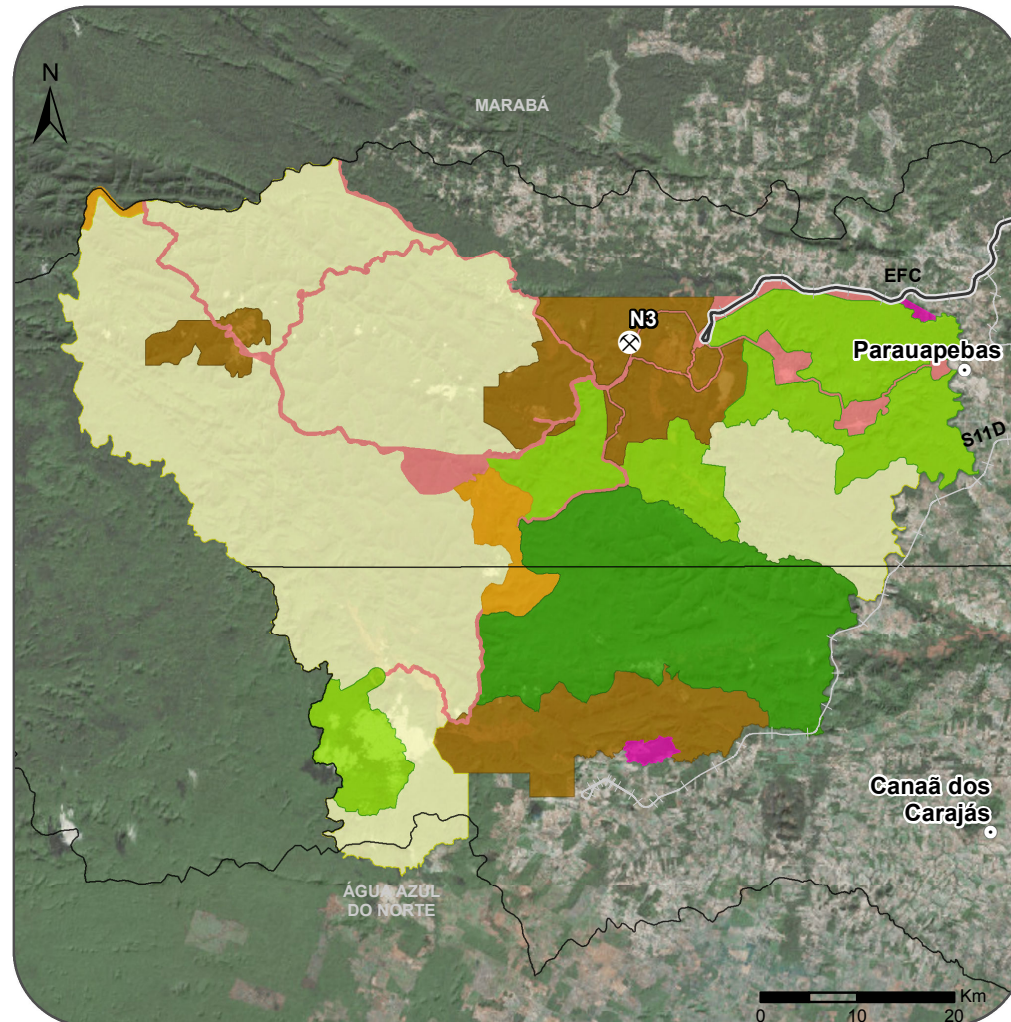 N
MARABÁ
EFC
N3
Parauapebas
S11D
Canaã dos
Carajás
ÁGUA AZUL
DO NORTE
Km
0 10 20